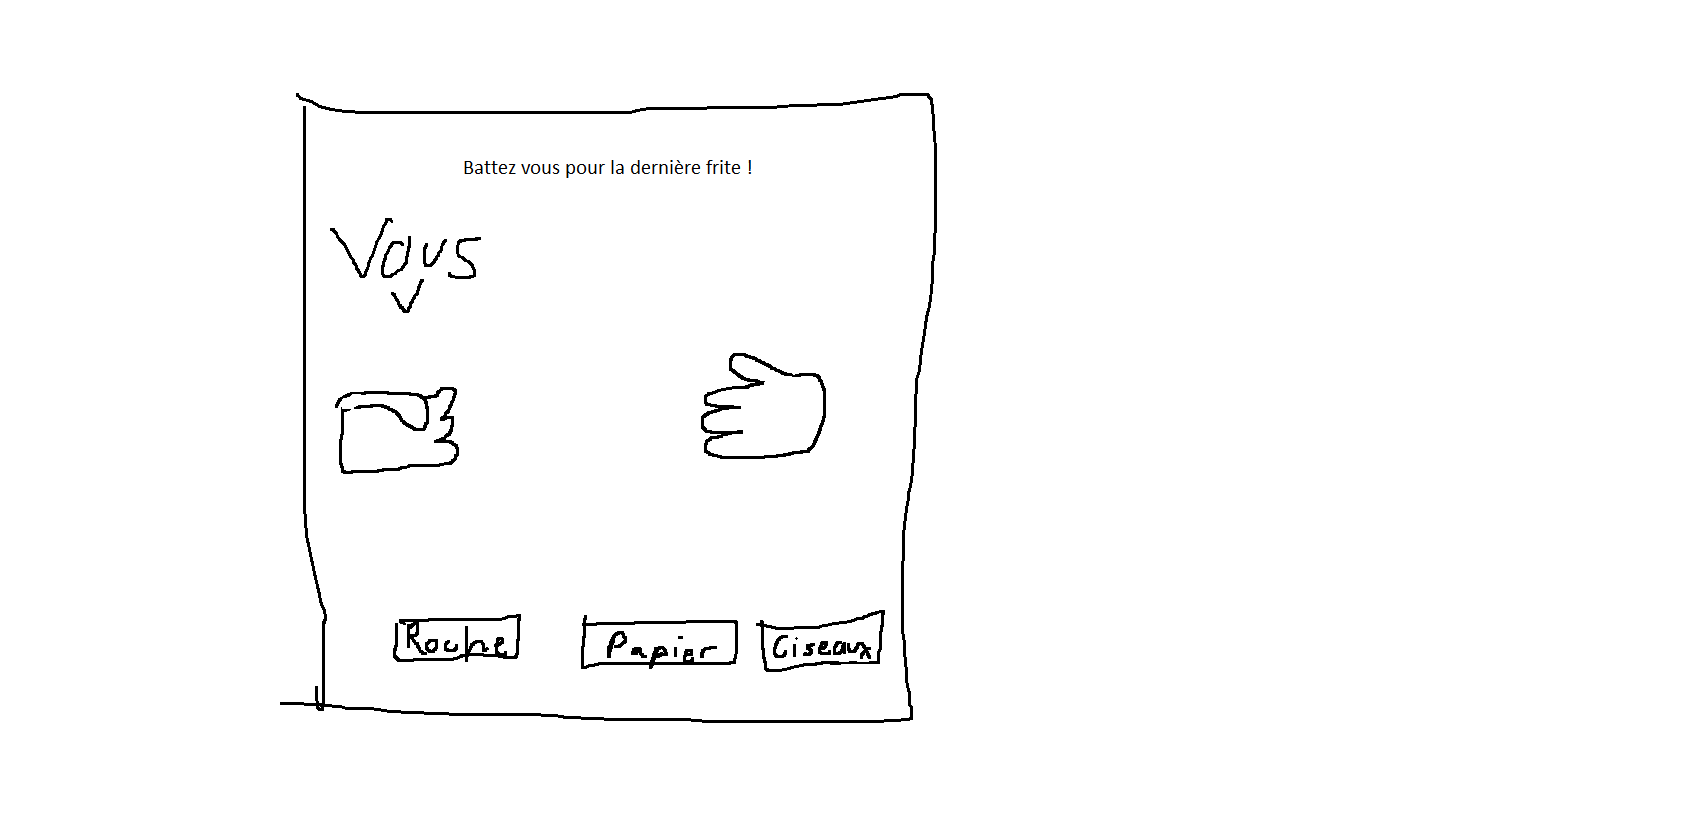 Battez vous pour la dernière frite !
Vous
Roche
Papier
Ciseaux